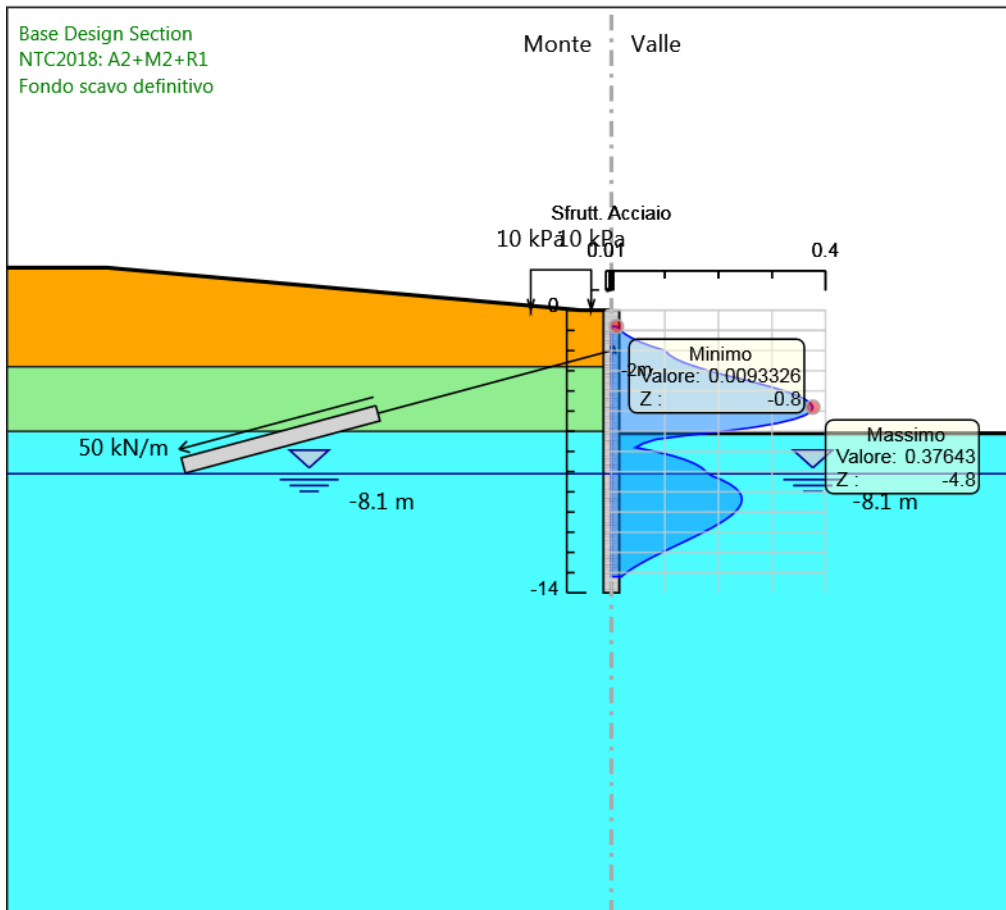 Base Design Section
NTC2018: A2+M2+R1
Fondo scavo definitivo
Monte
Valle
Sfrutt. Acciaio
10 kPa
10 kPa
0.01
0.4
0
-2m
Minimo
Valore: 0.0093326
Z : -0.8
Massimo
Valore: 0.37643
Z : -4.8
50 kN/m
-8.1 m
-8.1 m
-14